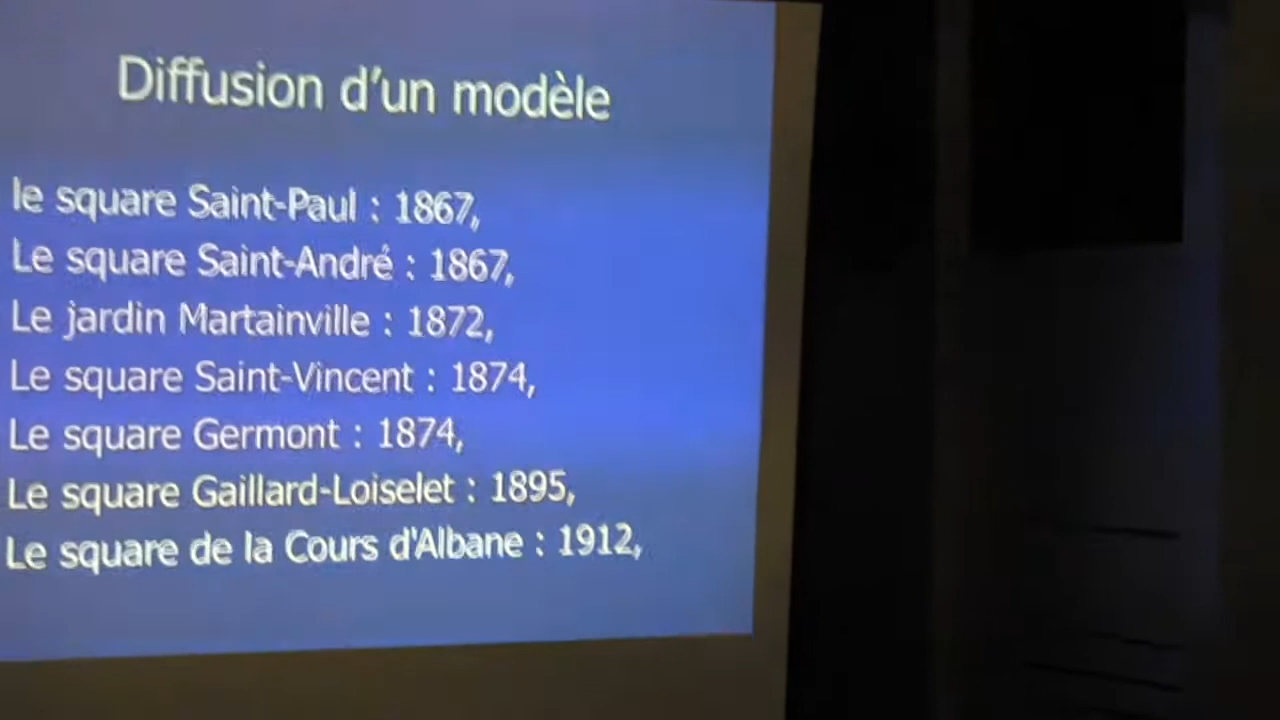 Diffusion d'un modèle
le square Saint-Paul : 1867,
Le square Saint-André : 1867,
Le jardin Martainville : 1872,
Le square Saint-Vincent : 1874,
Le square Germont : 1874,
Le square Gaillard-Loiselet : 1895,
Le square de la Cours d'Albane : 1912,